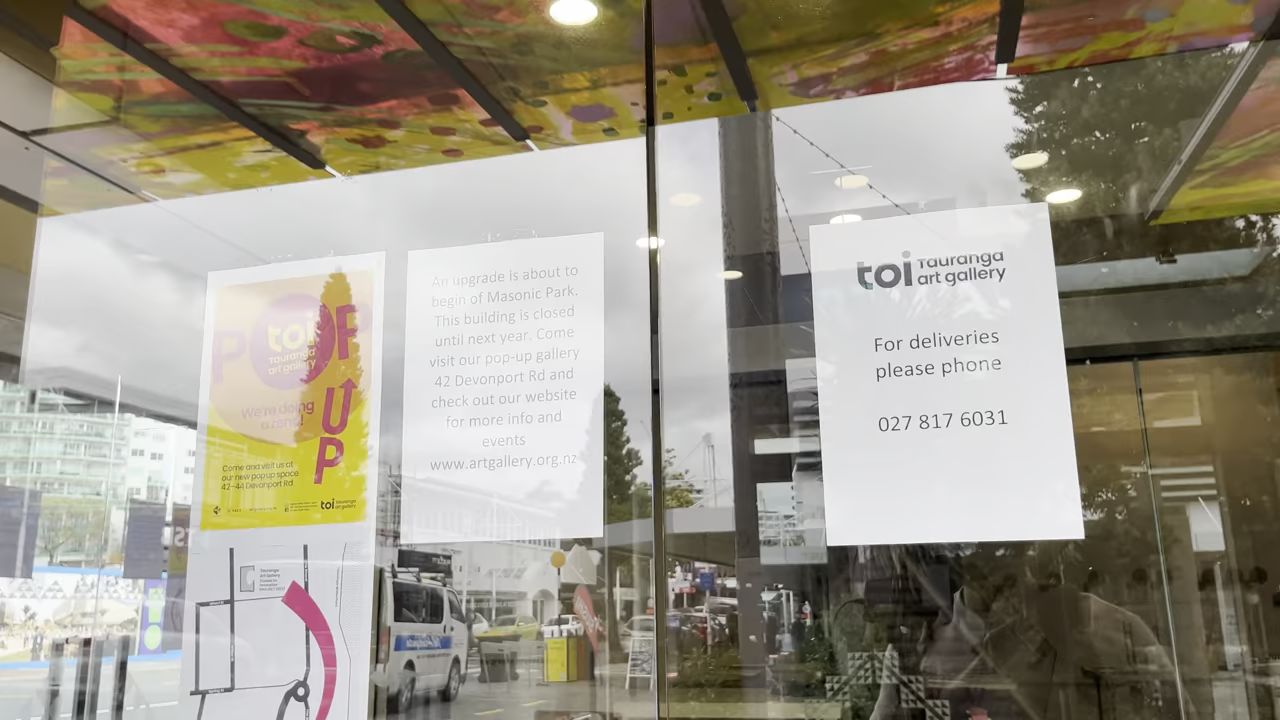 POP
toi
Tauranga
art gallery
UP
We're doing
a reno!
Come and visit us at
our new pop up space
42-44 Devonport Rd
toi Tauranga
art gallery
Tauranga
Art Gallery
An upgrade is about to
begin of Masonic Park.
This building is closed
until next year. Come
visit our pop-up gallery
42 Devonport Rd and
check out our website
for more info and
events
www.artgallery.org.nz
toi Tauranga
art gallery
For deliveries
please phone
027 817 6031